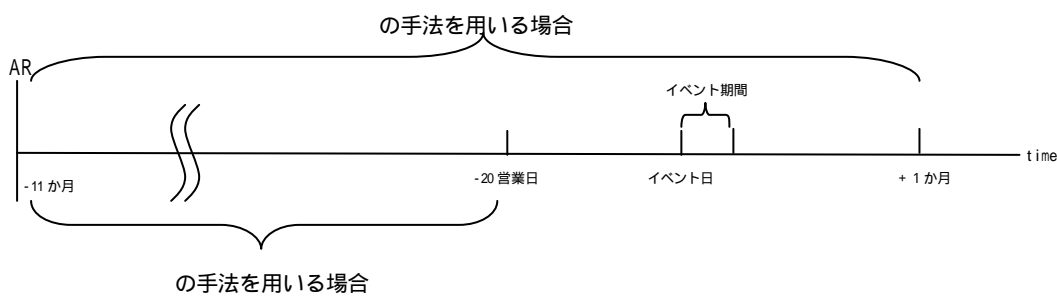 の手法を用いる場合
AR
イベント期間
time
-11 か月
-20 営業日
イベント日
+ 1 か月
の手法を用いる場合